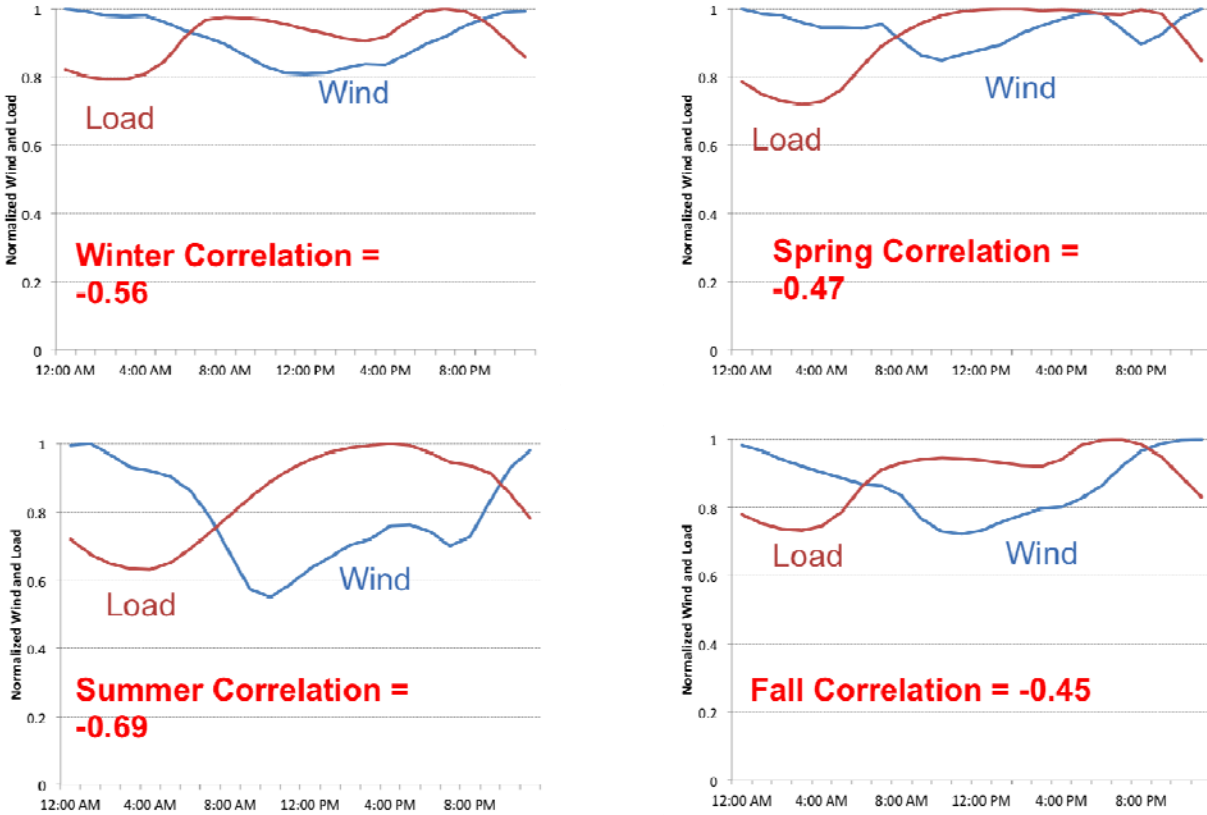 Normalized Wind and Load
1
0.8
0.6
0.4
0.2
0
Wind
Load
Winter Correlation =
-0.56
12:00 AM 4:00 AM 8:00 AM 12:00 PM 4:00 PM 8:00 PM
Normalized Wind and Load
1
0.8
0.6
0.4
0.2
0
Wind
Load
Spring Correlation =
-0.47
12:00 AM 4:00 AM 8:00 AM 12:00 PM 4:00 PM 8:00 PM
Normalized Wind and Load
1
0.8
0.6
0.4
0.2
0
Wind
Load
Summer Correlation =
-0.69
12:00 AM 4:00 AM 8:00 AM 12:00 PM 4:00 PM 8:00 PM
Normalized Wind and Load
1
0.8
0.6
0.4
0.2
0
Load
Wind
Fall Correlation = -0.45
12:00 AM 4:00 AM 8:00 AM 12:00 PM 4:00 PM 8:00 PM